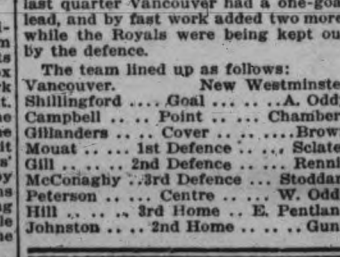 last quarter Vancouver had a one-goa
lead, and by fast work added two more
while the Royals were being kept ou
by the defence.
The team lined up as follows:
Vancouver. New Westminste
Shillingford .... Goal ...... A. Odd
Campbell .... Point .... Chamber
Gillanders ... Cover ...... Brow
Mouat .... 1st Defence ..... Sclate
Gill ..... 2nd Defence ..... Renni
McConaghy ..3rd Defence ... Stoddar
Peterson .... Centre .... W. Odd
Hill ..... 3rd Home .. E. Pentlan
Johnston .... 2nd Home ..... Gun